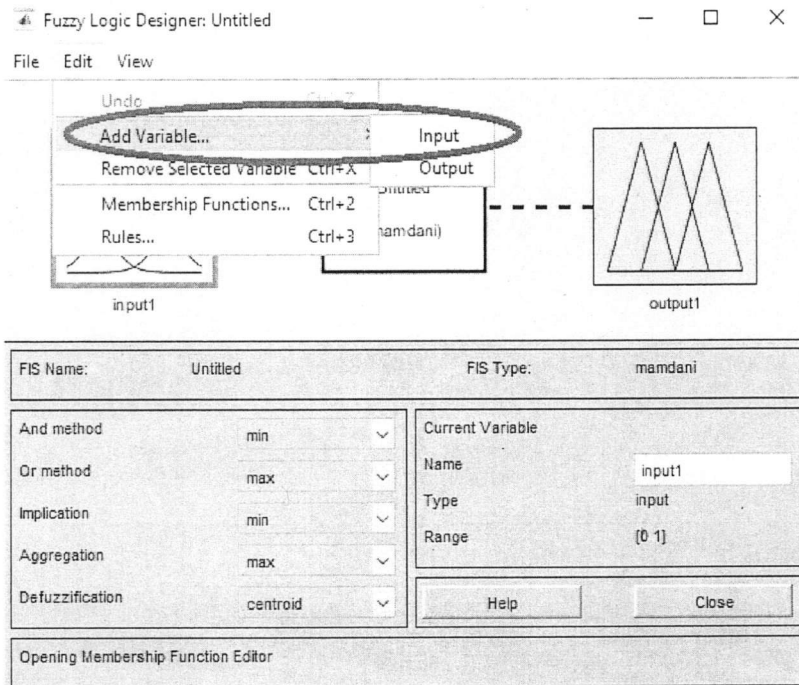 Fuzzy Logic Designer: Untitled
File Edit View
Undo
Add Variable...
Input
Remove Selected Variable Ctrl+X
Output
Membership Functions... Ctrl+2
Rules... Ctrl+3
input1
output1
FIS Name: Untitled FIS Type: mamdani
And method min
Or method max
Implication min
Aggregation max
Defuzzification centroid
Current Variable
Name input1
Type input
Range [0 1]
Help Close
Opening Membership Function Editor